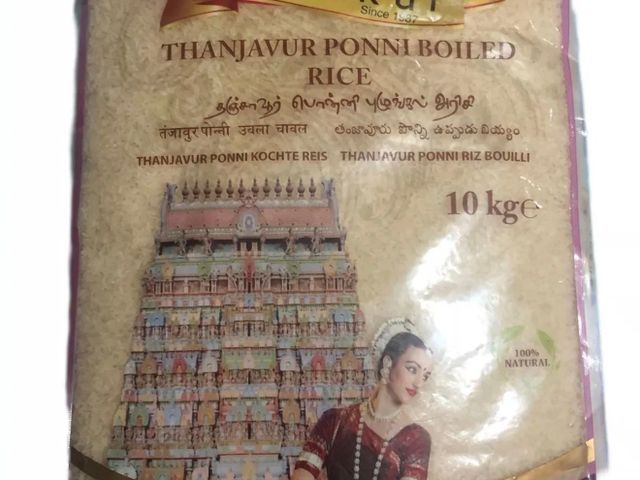 Since 1987
THANJAVUR PONNI BOILED
RICE
தஞ்சாவூர் பொன்னி புழுங்கல் அரிசி
तंजावुर पान्नी उबला चावल తంజావూరు పొన్ని ఉప్పుడు బియ్యం
THANJAVUR PONNI KOCHTE REIS THANJAVUR PONNI RIZ BOUILLI
10 kg℮
100%
NATURAL